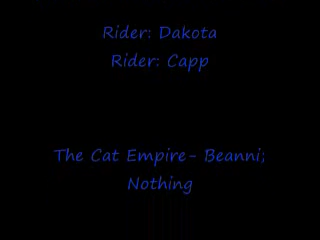 Rider: Dakota
Rider: Capp
The Cat Empire- Beanni;
Nothing